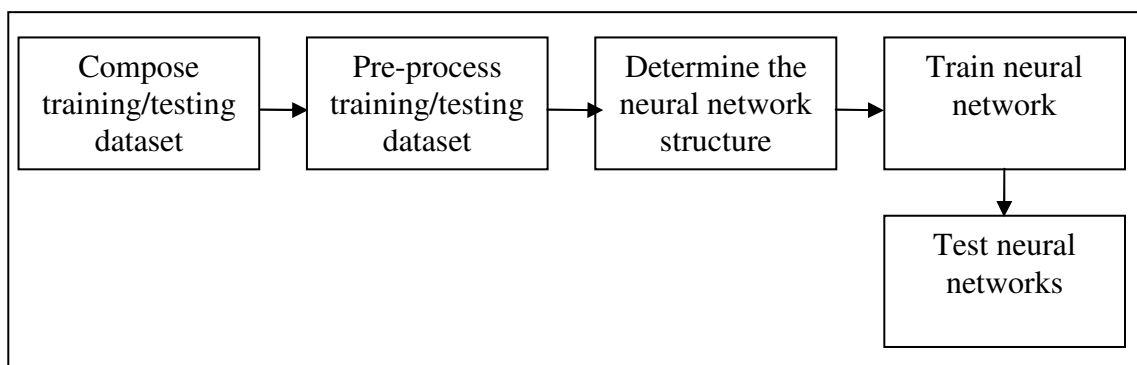 Compose
training/testing
dataset
Pre-process
training/testing
dataset
Determine the
neural network
structure
Train neural
network
Test neural
networks